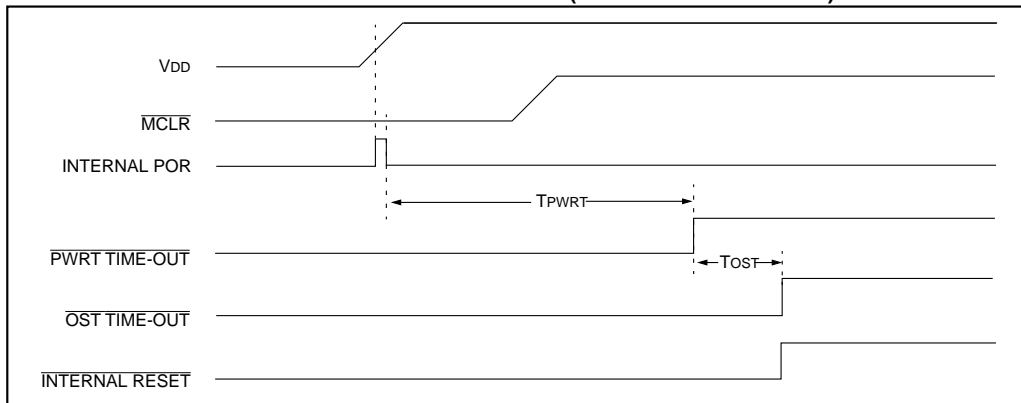 VDD
MCLR
INTERNAL POR
TPWRT
PWRT TIME-OUT
TOST
OST TIME-OUT
INTERNAL RESET